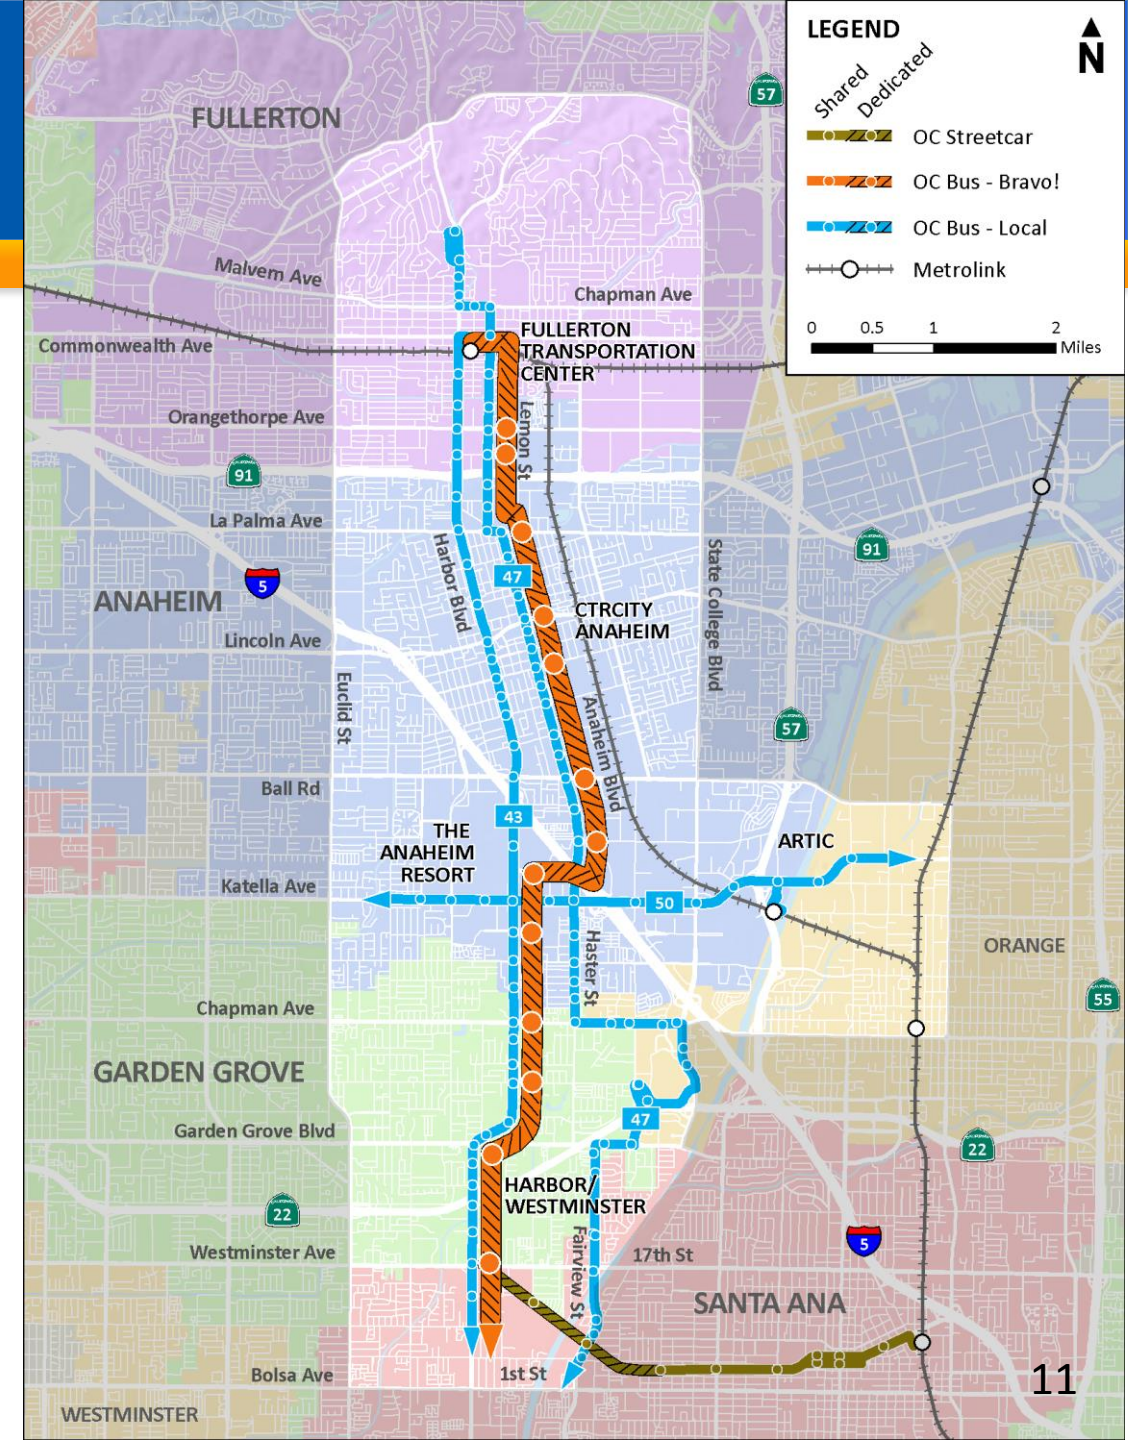 LEGEND
N
Shared
Dedicated
OC Streetcar
OC Bus - Bravo!
OC Bus - Local
Metrolink
0 0.5 1 2
Miles
57
FULLERTON
Malvern Ave
Chapman Ave
Commonwealth Ave
FULLERTON
TRANSPORTATION
CENTER
Orangethorpe Ave
Lemon St
91
La Palma Ave
Harbor Blvd
State College Blvd
91
5
47
ANAHEIM
CTRCITY
ANAHEIM
Lincoln Ave
Euclid St
Anaheim Blvd
57
Ball Rd
43
THE
ANAHEIM
RESORT
ARTIC
Katella Ave
50
Haster St
ORANGE
55
Chapman Ave
GARDEN GROVE
47
Garden Grove Blvd
22
HARBOR/
WESTMINSTER
22
Fairview St
5
Westminster Ave
17th St
SANTA ANA
Bolsa Ave
1st St
11
WESTMINSTER